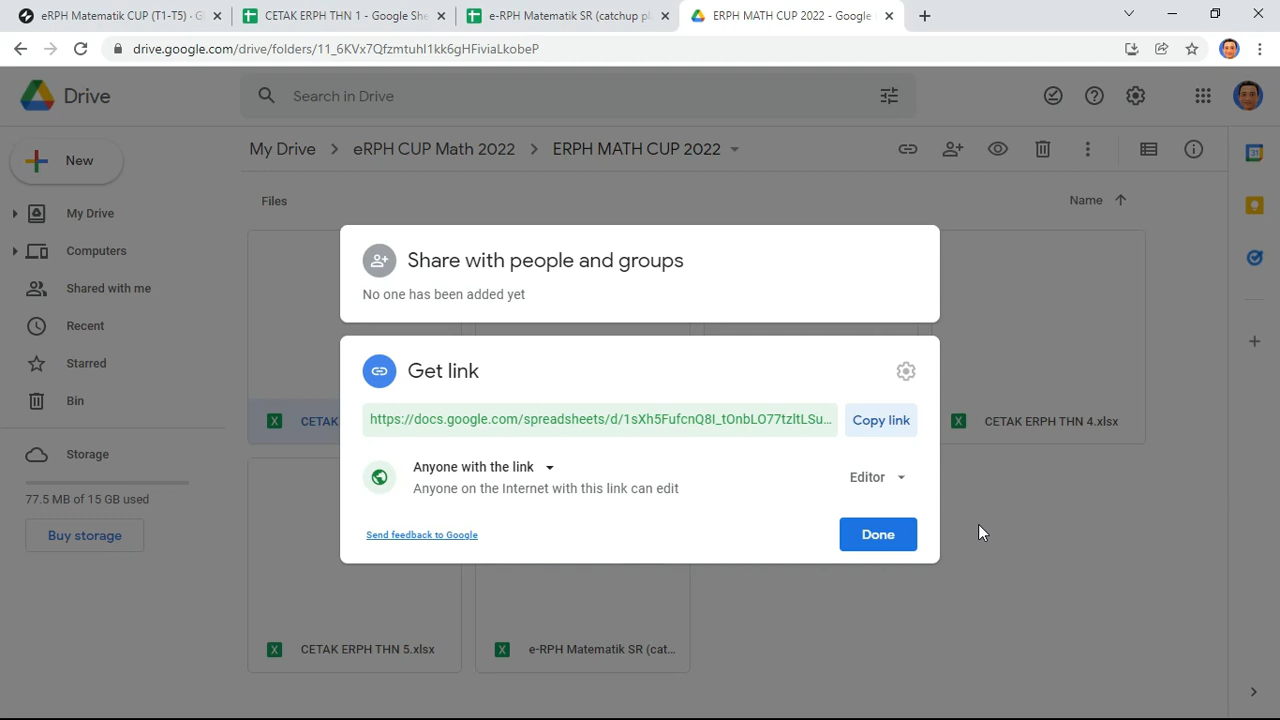 eRPH Matematik CUP (T1-T5) - G
CETAK ERPH THN 1 - Google She
e-RPH Matematik SR (catchup pl
ERPH MATH CUP 2022 - Google
drive.google.com/drive/folders/11_6KVx7Qfzmtuhl1kk6gHFiviaLkobeP
Drive
Search in Drive
New
My Drive
eRPH CUP Math 2022
ERPH MATH CUP 2022
31
Files
Name
My Drive
Computers
Shared with me
Recent
Starred
Bin
Storage
77.5 MB of 15 GB used
Buy storage
Share with people and groups
No one has been added yet
Get link
https://docs.google.com/spreadsheets/d/1sXh5FufcnQ8I_tOnbLO77tzltLSu...
Copy link
Anyone with the link
Anyone on the Internet with this link can edit
Editor
Send feedback to Google
Done
X CETAK
X CETAK ERPH THN 4.xlsx
X CETAK ERPH THN 5.xlsx
X e-RPH Matematik SR (cat...